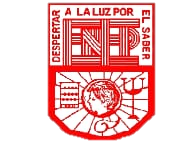 DESPERTAR A LA LUZ POR EL SABER
ENP